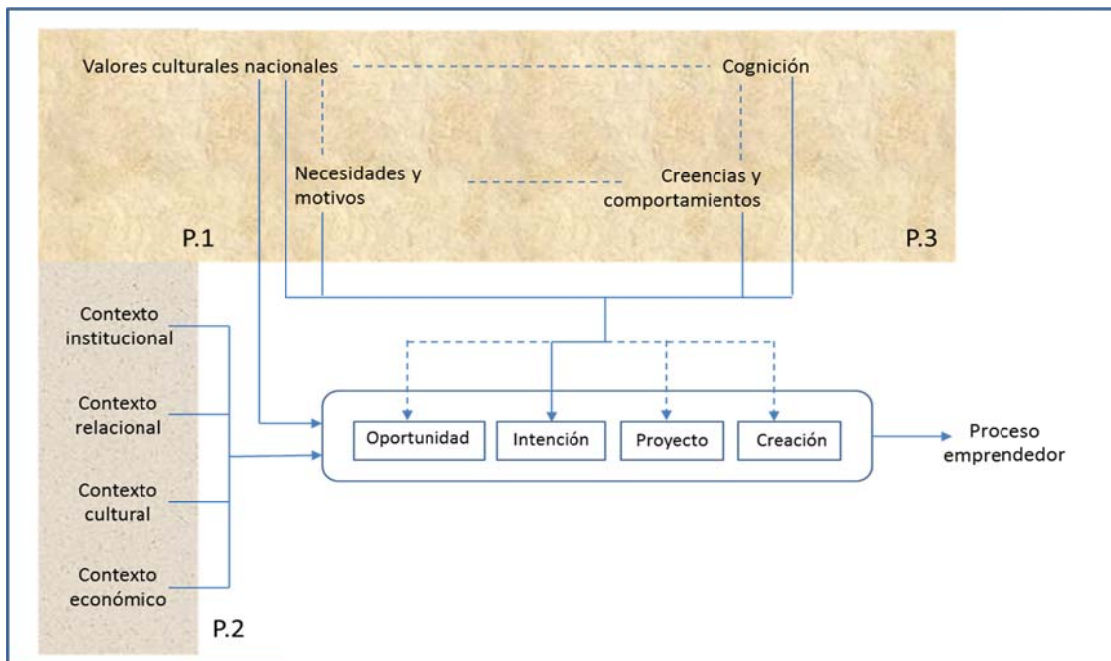 Valores culturales nacionales
Cognición
Necesidades y
motivos
Creencias y
comportamientos
P.1
P.3
Contexto
institucional
Contexto
relacional
Contexto
cultural
Contexto
económico
P.2
Oportunidad
Intención
Proyecto
Creación
Proceso
emprendedor